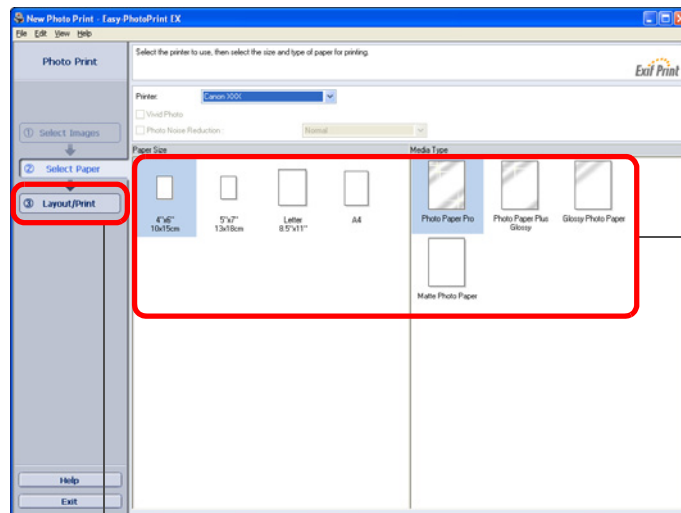 New Photo Print - Easy-PhotoPrint EX
File Edit View Help
Photo Print
Select the printer to use, then select the size and type of paper for printing.
Exif Print
Printer:
Canon XXX
Vivid Photo
Photo Noise Reduction:
Normal
① Select Images
② Select Paper
③ Layout/Print
Paper Size
4"x6"
10x15cm
5"x7"
13x18cm
Letter
8.5"x11"
A4
Media Type
Photo Paper Pro
Photo Paper Plus
Glossy
Glossy Photo Paper
Matte Photo Paper
Help
Exit